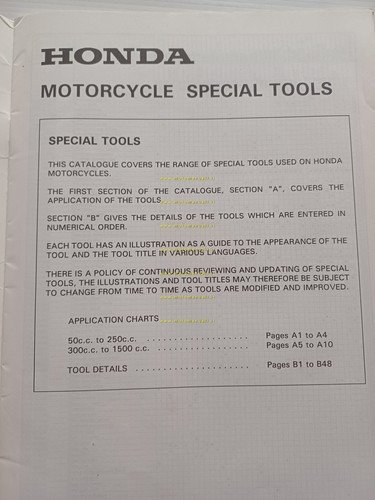 HONDA
MOTORCYCLE SPECIAL TOOLS
SPECIAL TOOLS
THIS CATALOGUE COVERS THE RANGE OF SPECIAL TOOLS USED ON HONDA
MOTORCYCLES.
THE FIRST SECTION OF THE CATALOGUE, SECTION "A", COVERS THE
APPLICATION OF THE TOOLS.
SECTION "B" GIVES THE DETAILS OF THE TOOLS WHICH ARE ENTERED IN
NUMERICAL ORDER.
EACH TOOL HAS AN ILLUSTRATION AS A GUIDE TO THE APPEARANCE OF THE
TOOL AND THE TOOL TITLE IN VARIOUS LANGUAGES.
THERE IS A POLICY OF CONTINUOUS REVIEWING AND UPDATING OF SPECIAL
TOOLS, THE ILLUSTRATIONS AND TOOL TITLES MAY THEREFORE BE SUBJECT
TO CHANGE FROM TIME TO TIME AS TOOLS ARE MODIFIED AND IMPROVED.
APPLICATION CHARTS
50c.c. to 250c.c. .................. Pages A1 to A4
300c.c. to 1500 c.c. .................. Pages A5 to A10
TOOL DETAILS .................... Pages B1 to B48